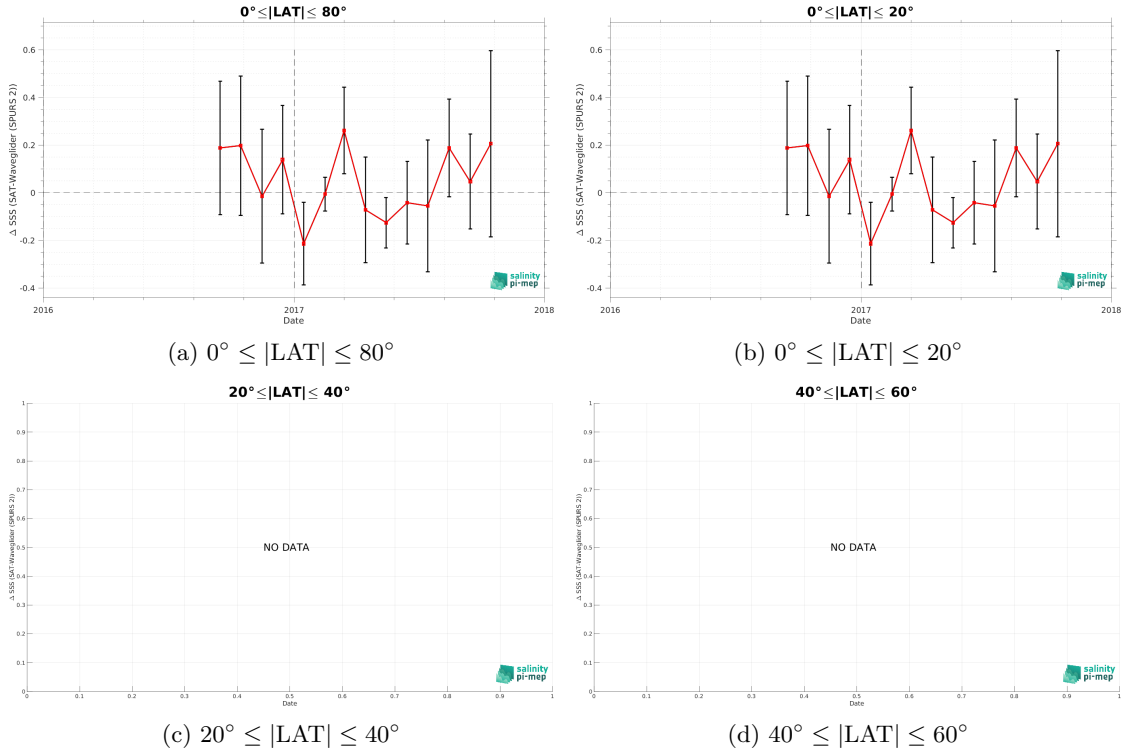 0°≤|LAT|≤ 80°
Δ SSS (SAT-Waveglider (SPURS 2))
0.6
0.4
0.2
0
-0.2
-0.4
2016
2017
2018
Date
salinity
pi-mep
(a) 0° ≤ |LAT| ≤ 80°
0°≤|LAT|≤ 20°
Δ SSS (SAT-Waveglider (SPURS 2))
0.6
0.4
0.2
0
-0.2
-0.4
2016
2017
2018
Date
salinity
pi-mep
(b) 0° ≤ |LAT| ≤ 20°
20°≤|LAT|≤ 40°
Δ SSS (SAT-Waveglider (SPURS 2))
1
0.9
0.8
0.7
0.6
0.5
0.4
0.3
0.2
0.1
0
NO DATA
0 0.1 0.2 0.3 0.4 0.5 0.6 0.7 0.8 0.9 1
Date
salinity
pi-mep
(c) 20° ≤ |LAT| ≤ 40°
40°≤|LAT|≤ 60°
Δ SSS (SAT-Waveglider (SPURS 2))
1
0.9
0.8
0.7
0.6
0.5
0.4
0.3
0.2
0.1
0
NO DATA
0 0.1 0.2 0.3 0.4 0.5 0.6 0.7 0.8 0.9 1
Date
salinity
pi-mep
(d) 40° ≤ |LAT| ≤ 60°